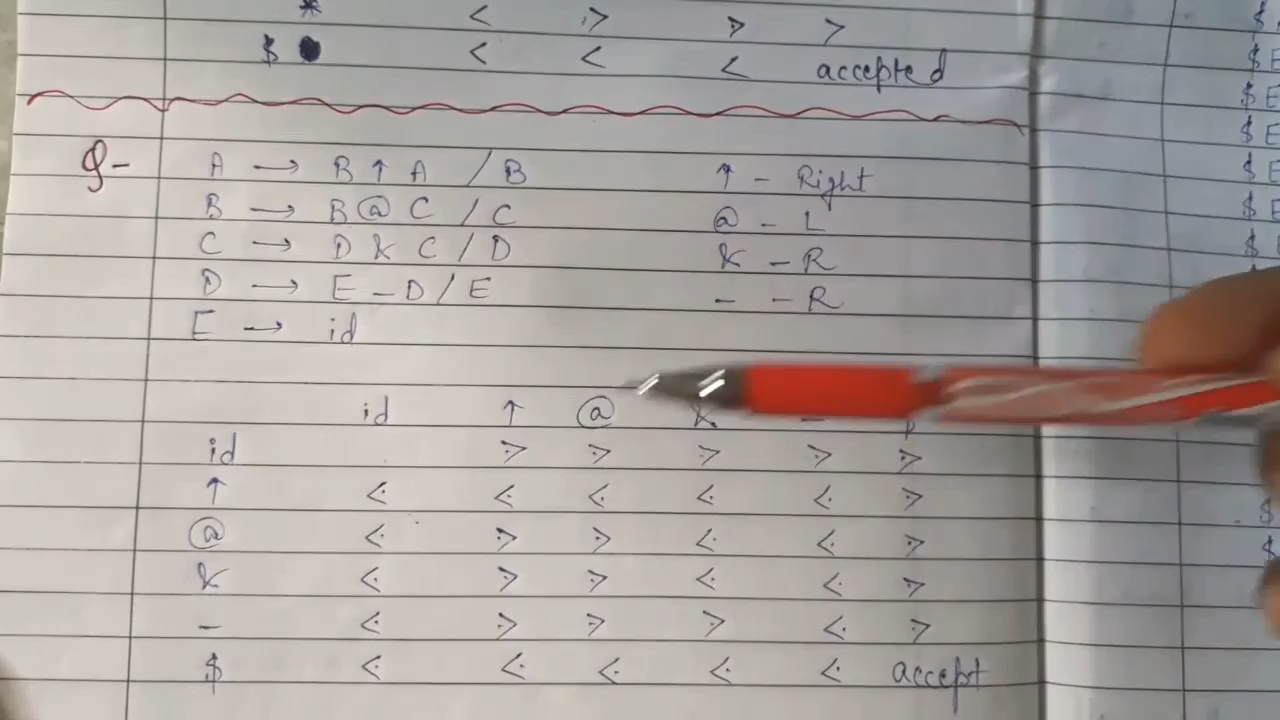 * <· ·> ·> ·>
$ <· <· <· accepted
Q- A → B ↑ A / B ↑ - Right
B → B @ C / C @ - L
C → D & C / D & - R
D → E - D / E - - R
E → id
id ↑ @ &
id ·> ·> ·> ·> ·>
↑ <· <· <· <· <· ·>
@ <· ·> ·> <· <· ·>
& <· ·> ·> <· <· ·>
- <· ·> ·> ·> <· ·>
$ <· <· <· <· <· accept